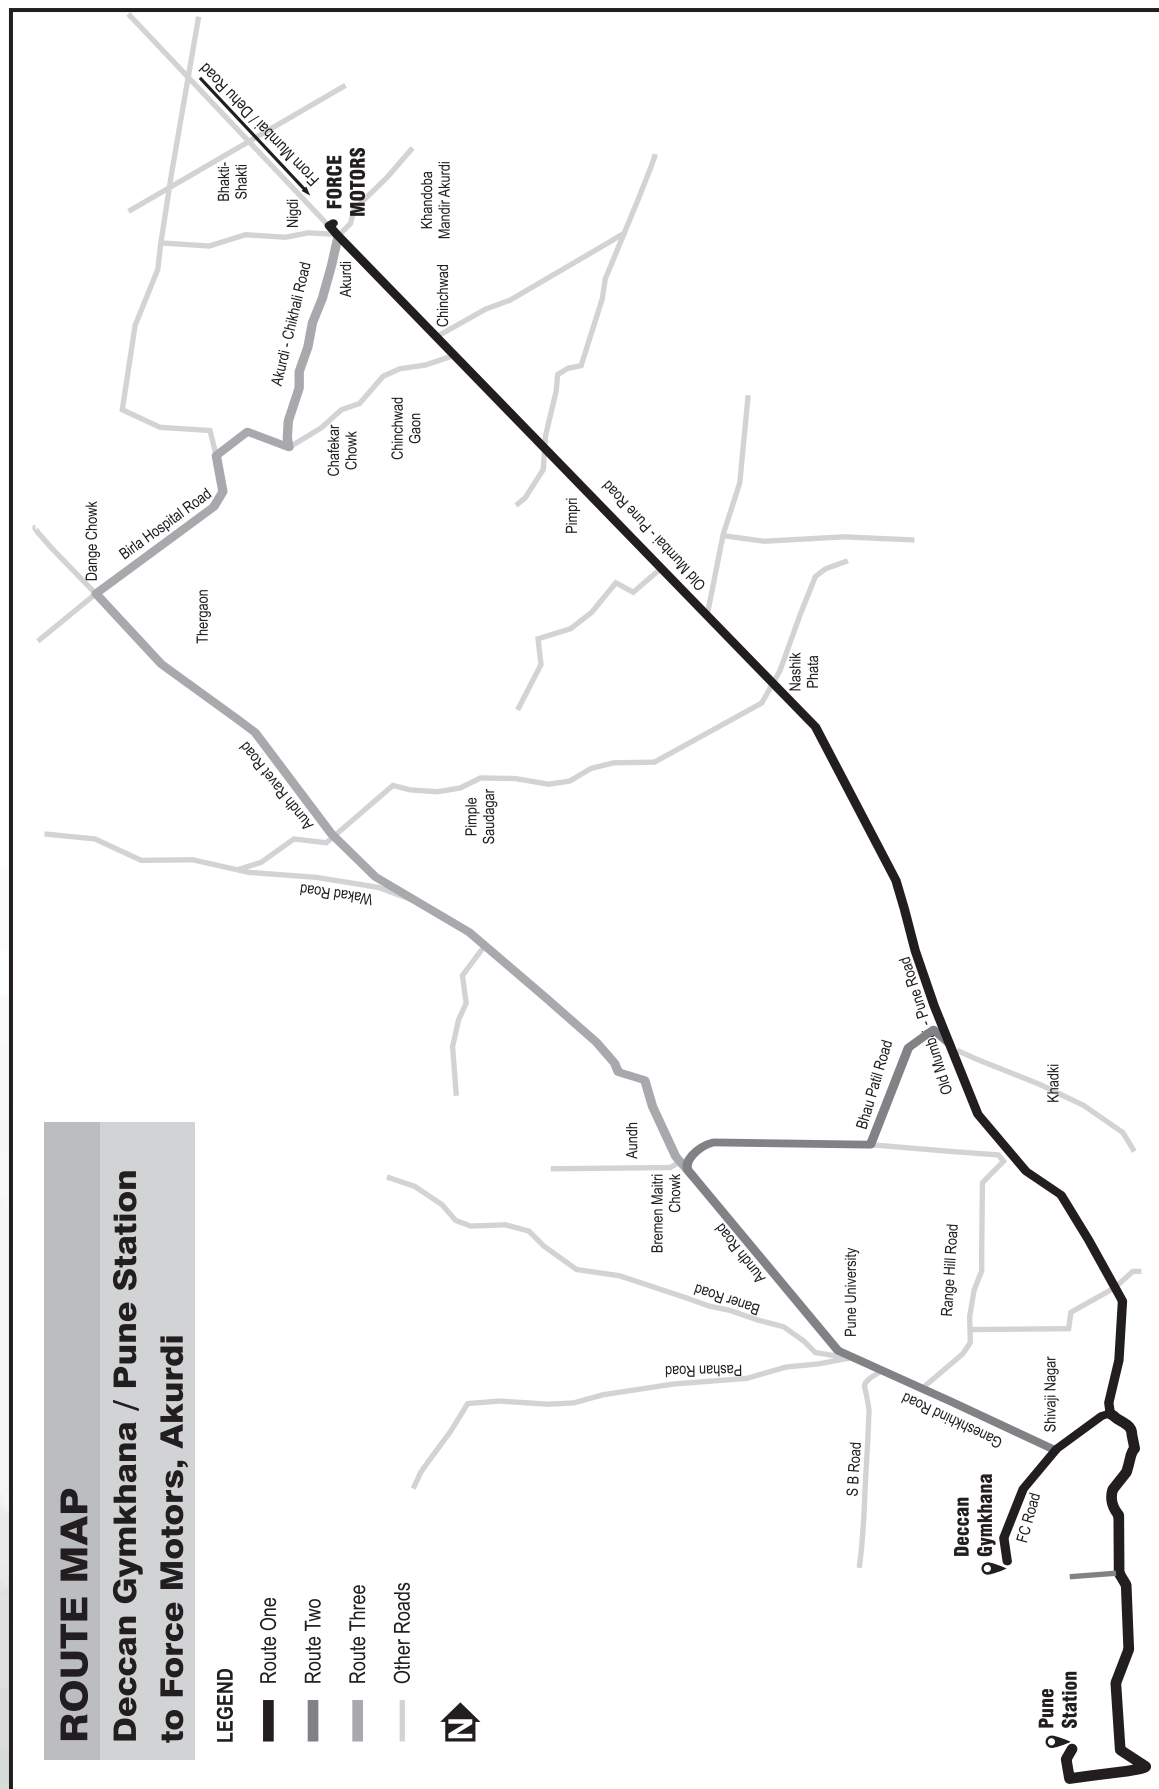 ROUTE MAP
Deccan Gymkhana / Pune Station
to Force Motors, Akurdi
LEGEND
Route One
Route Two
Route Three
Other Roads
N
From Mumbai / Dehu Road
Bhakti-
Shakti
Nigdi
FORCE
MOTORS
Khandoba
Mandir Akurdi
Akurdi
Akurdi - Chikhali Road
Chinchwad
Chafekar
Chowk
Chinchwad
Gaon
Dange Chowk
Birla Hospital Road
Thergaon
Pimpri
Old Mumbai - Pune Road
Nashik
Phata
Aundh Ravet Road
Pimple
Saudagar
Wakad Road
Old Mumbai - Pune Road
Bhau Patil Road
Khadki
Aundh
Bremen Maitri
Chowk
Aundh Road
Baner Road
Pashan Road
Pune University
Range Hill Road
Ganeshkhind Road
Shivaji Nagar
S B Road
Deccan
Gymkhana
FC Road
Pune
Station